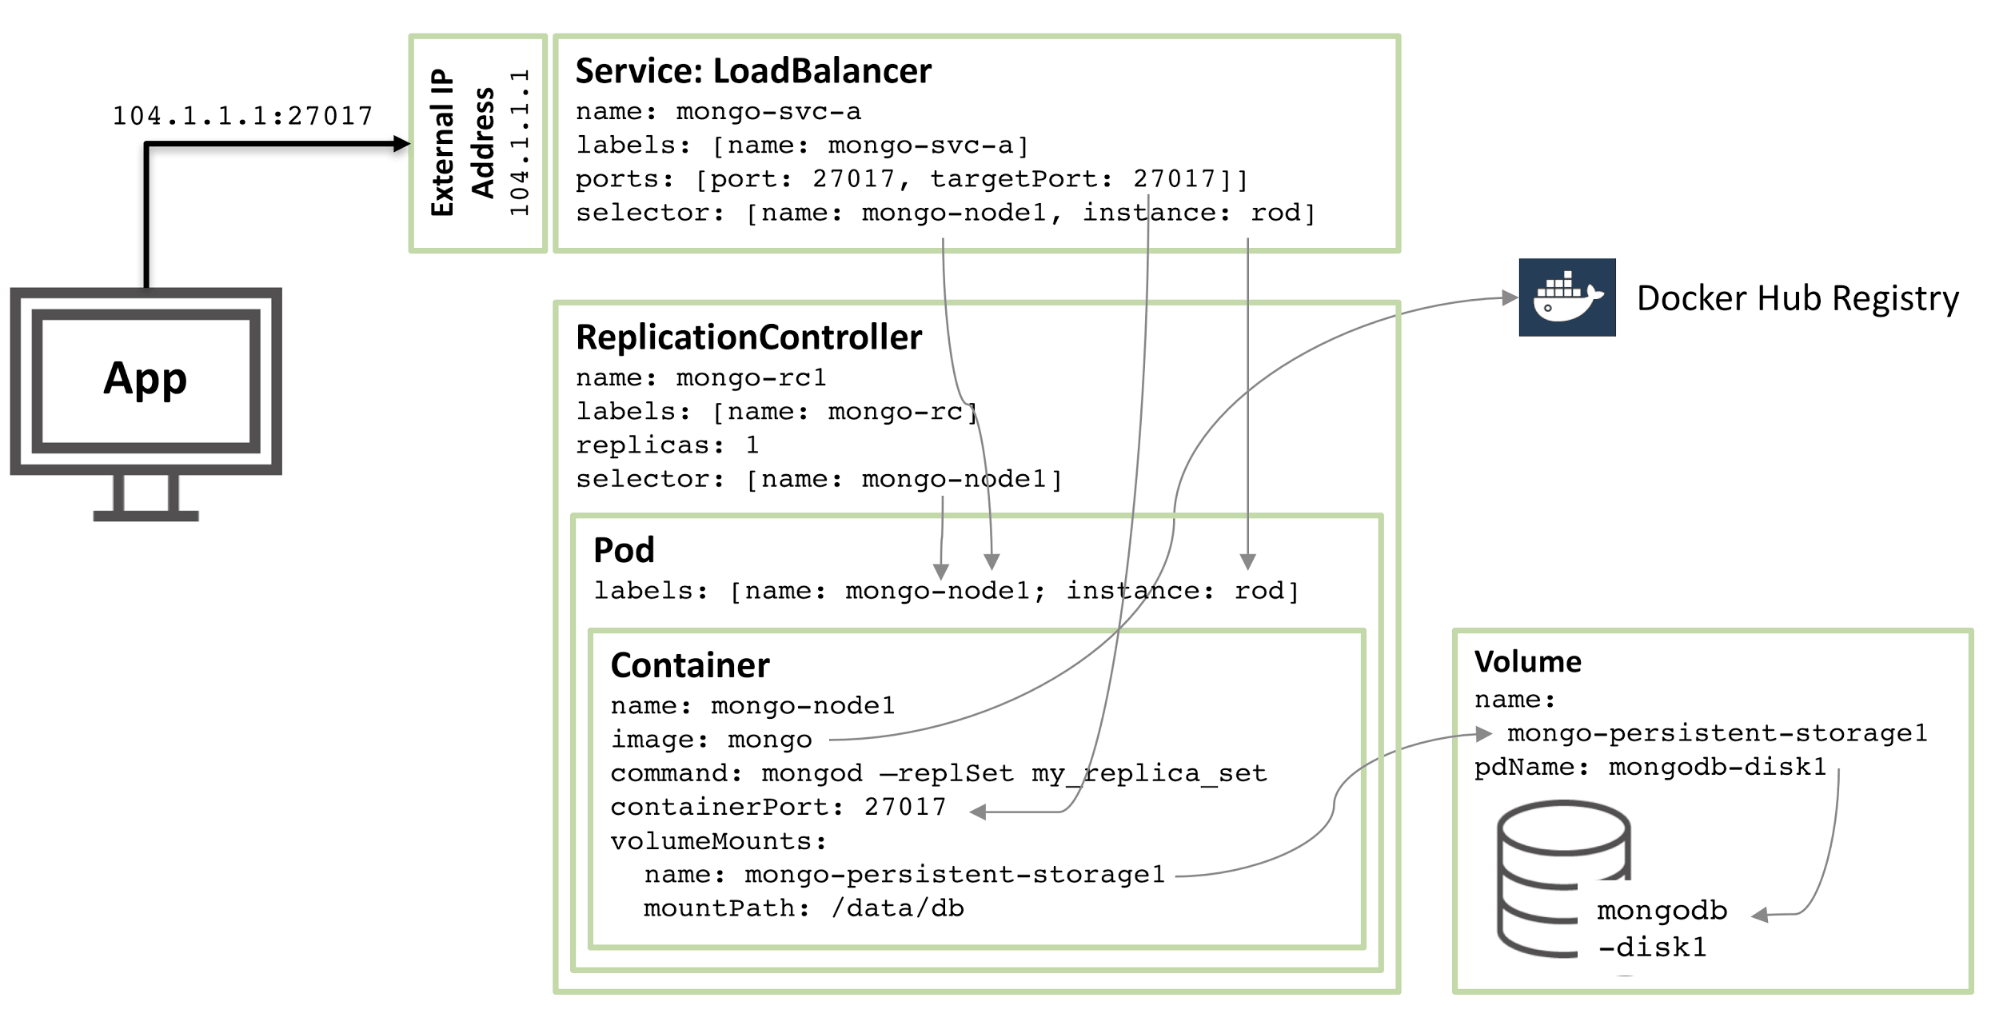 104.1.1.1:27017
External IP
Address
104.1.1.1
Service: LoadBalancer
name: mongo-svc-a
labels: [name: mongo-svc-a]
ports: [port: 27017, targetPort: 27017]]
selector: [name: mongo-node1, instance: rod]
App
Docker Hub Registry
ReplicationController
name: mongo-rc1
labels: [name: mongo-rc]
replicas: 1
selector: [name: mongo-node1]
Pod
labels: [name: mongo-node1; instance: rod]
Container
name: mongo-node1
image: mongo
command: mongod –replSet my_replica_set
containerPort: 27017
volumeMounts:
name: mongo-persistent-storage1
mountPath: /data/db
Volume
name:
mongo-persistent-storage1
pdName: mongodb-disk1
mongodb
-disk1